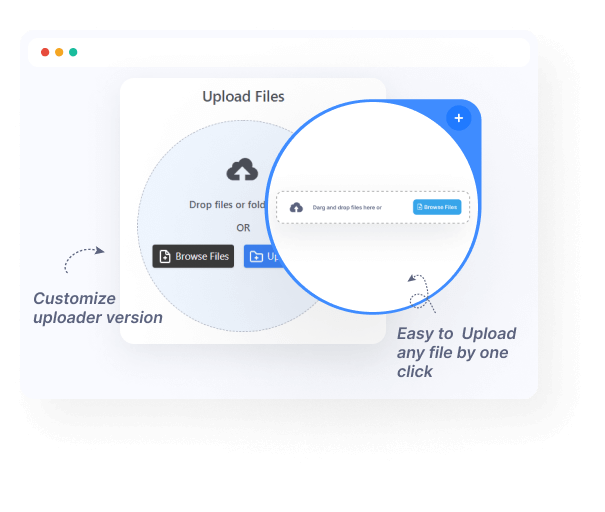 Upload Files
Drop files or fold
OR
Browse Files
Darg and drop files here or
Browse Files
Customize
uploader version
Easy to Upload
any file by one
click